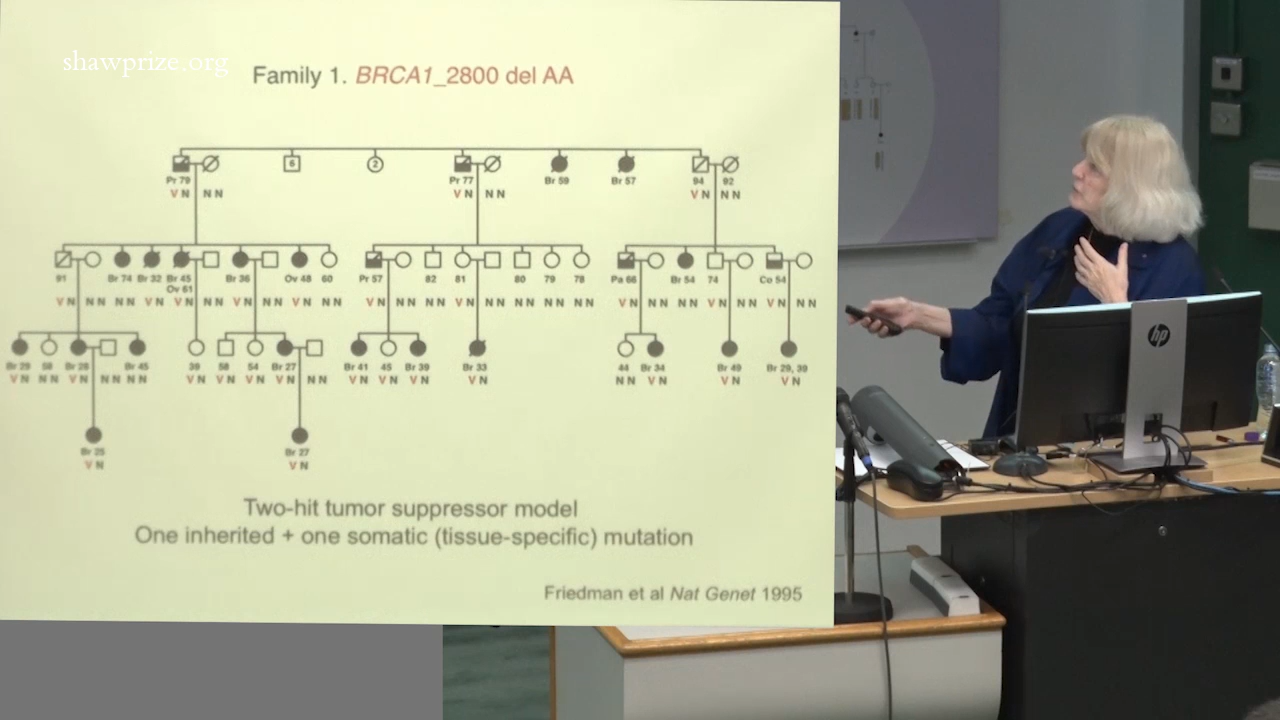 shawprize.org
Family 1. BRCA1_2800 del AA
6 2
Pr 79 Pr 77 Br 59 Br 57 94 92
V N N N V N N N V N N N
91 Br 74 Br 32 Br 45 Br 36 Ov 48 60 Pr 57 82 81 80 79 78 Pa 66 Br 54 74 Co 54
Ov 61
V N N N V N V N N N V N N N V N N N V N N N N N V N N N N N N N N N V N N N V N V N N N V N N N
Br 29 58 Br 28 Br 45 39 58 54 Br 27 Br 41 45 Br 39 Br 33 44 Br 34 Br 49 Br 29, 39
V N N N V N N N N N V N V N V N V N N N V N V N V N V N N N V N V N V N
Br 25 Br 27
V N V N
Two-hit tumor suppressor model
One inherited + one somatic (tissue-specific) mutation
Friedman et al Nat Genet 1995
hp